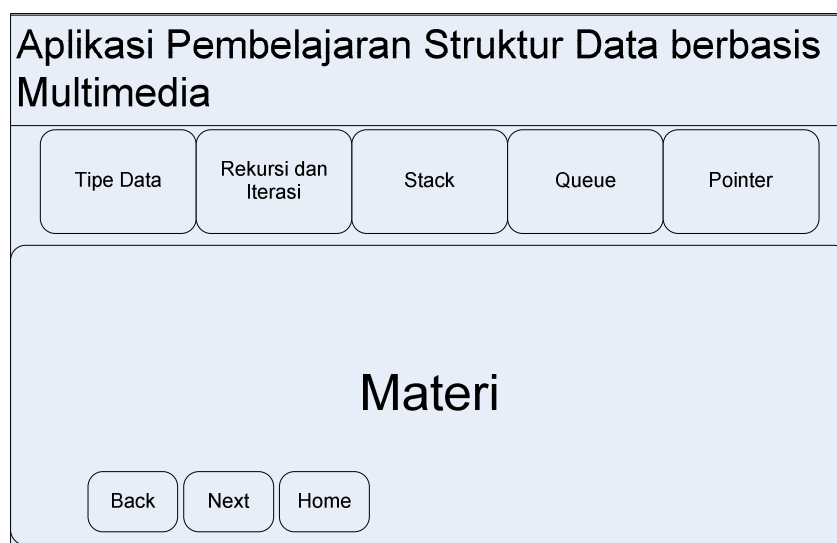 Aplikasi Pembelajaran Struktur Data berbasis
Multimedia
Tipe Data
Rekursi dan
Iterasi
Stack
Queue
Pointer
Materi
Back
Next
Home